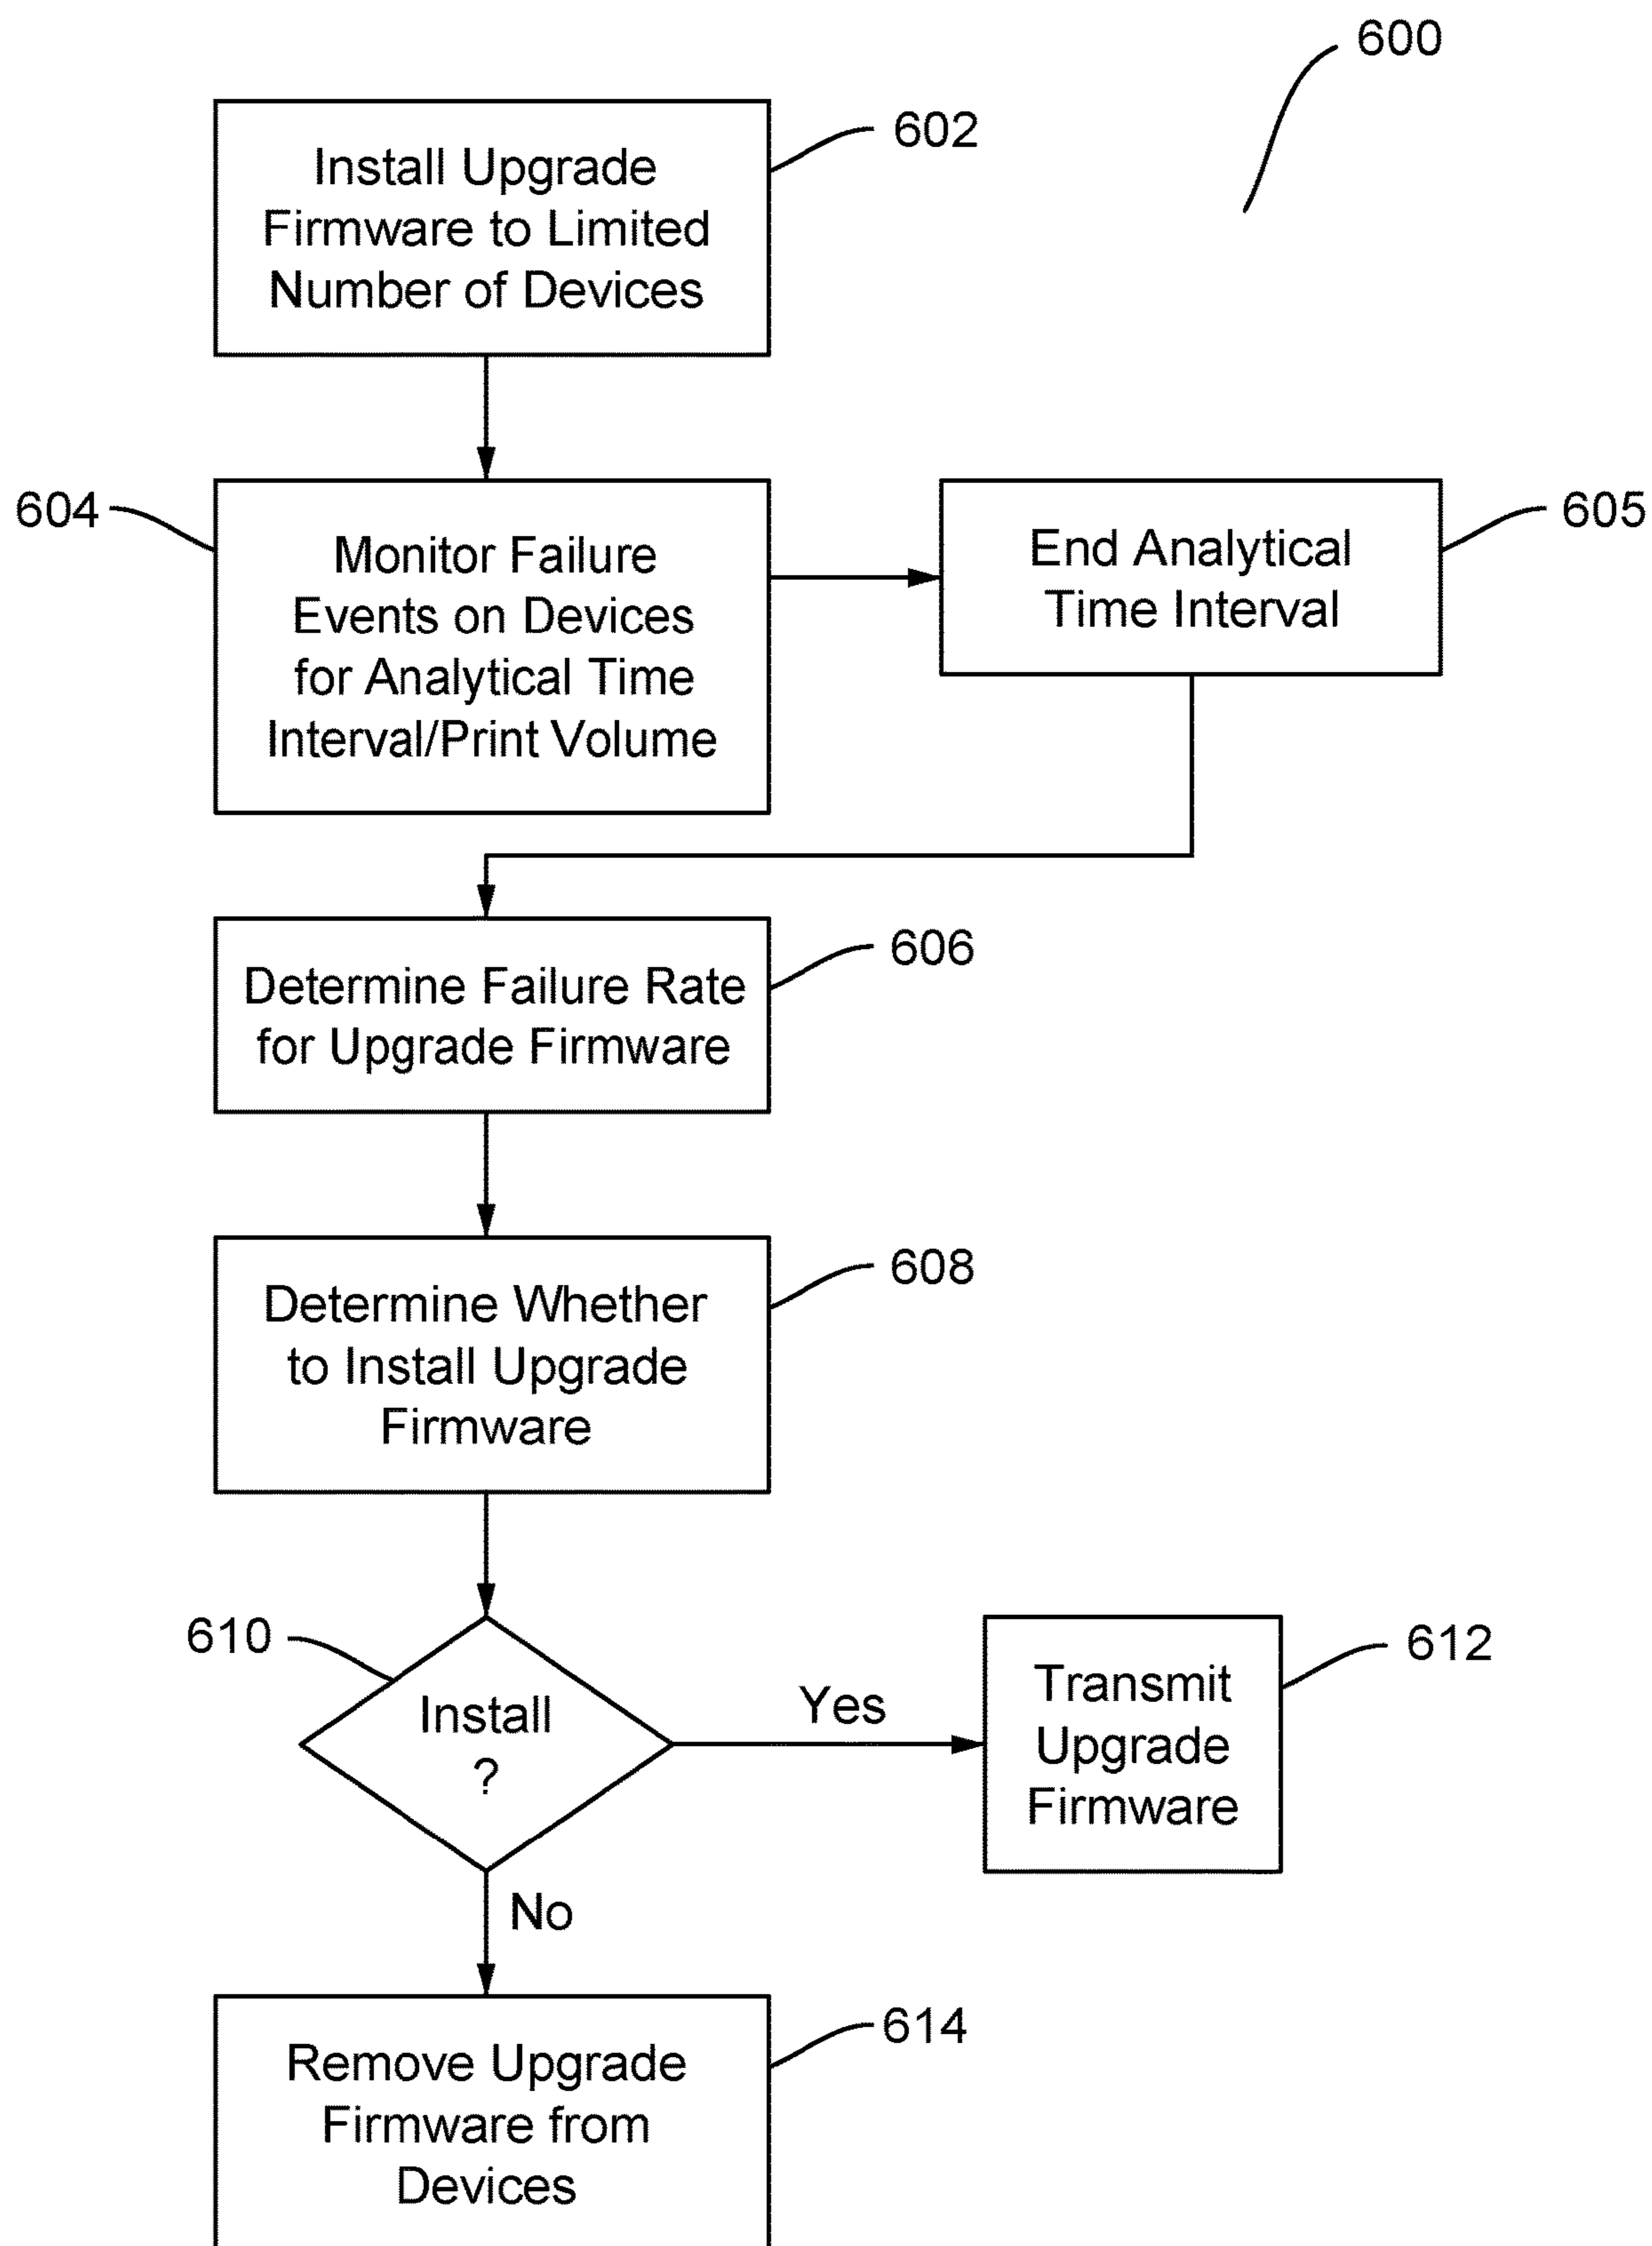 600
Install Upgrade
Firmware to Limited
Number of Devices
602
604
Monitor Failure
Events on Devices
for Analytical Time
Interval/Print Volume
End Analytical
Time Interval
605
Determine Failure Rate
for Upgrade Firmware
606
Determine Whether
to Install Upgrade
Firmware
608
610
Install
?
Yes
Transmit
Upgrade
Firmware
612
No
Remove Upgrade
Firmware from
Devices
614